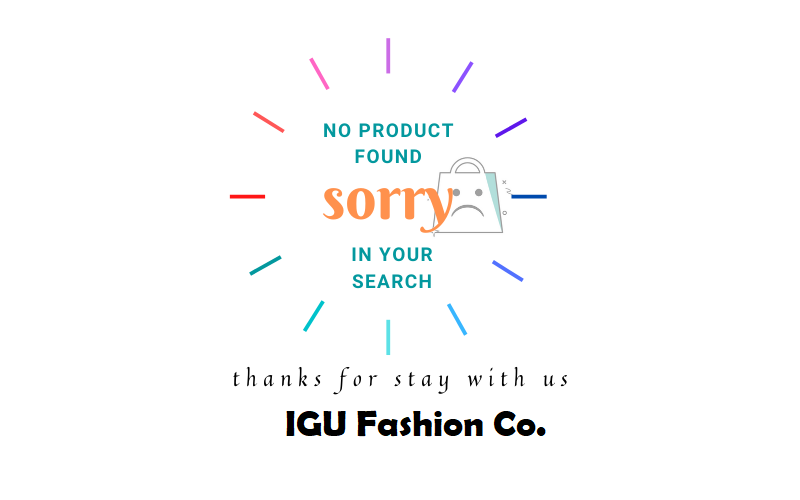 NO PRODUCT
FOUND
sorry
IN YOUR
SEARCH
thanks for stay with us
IGU Fashion Co.